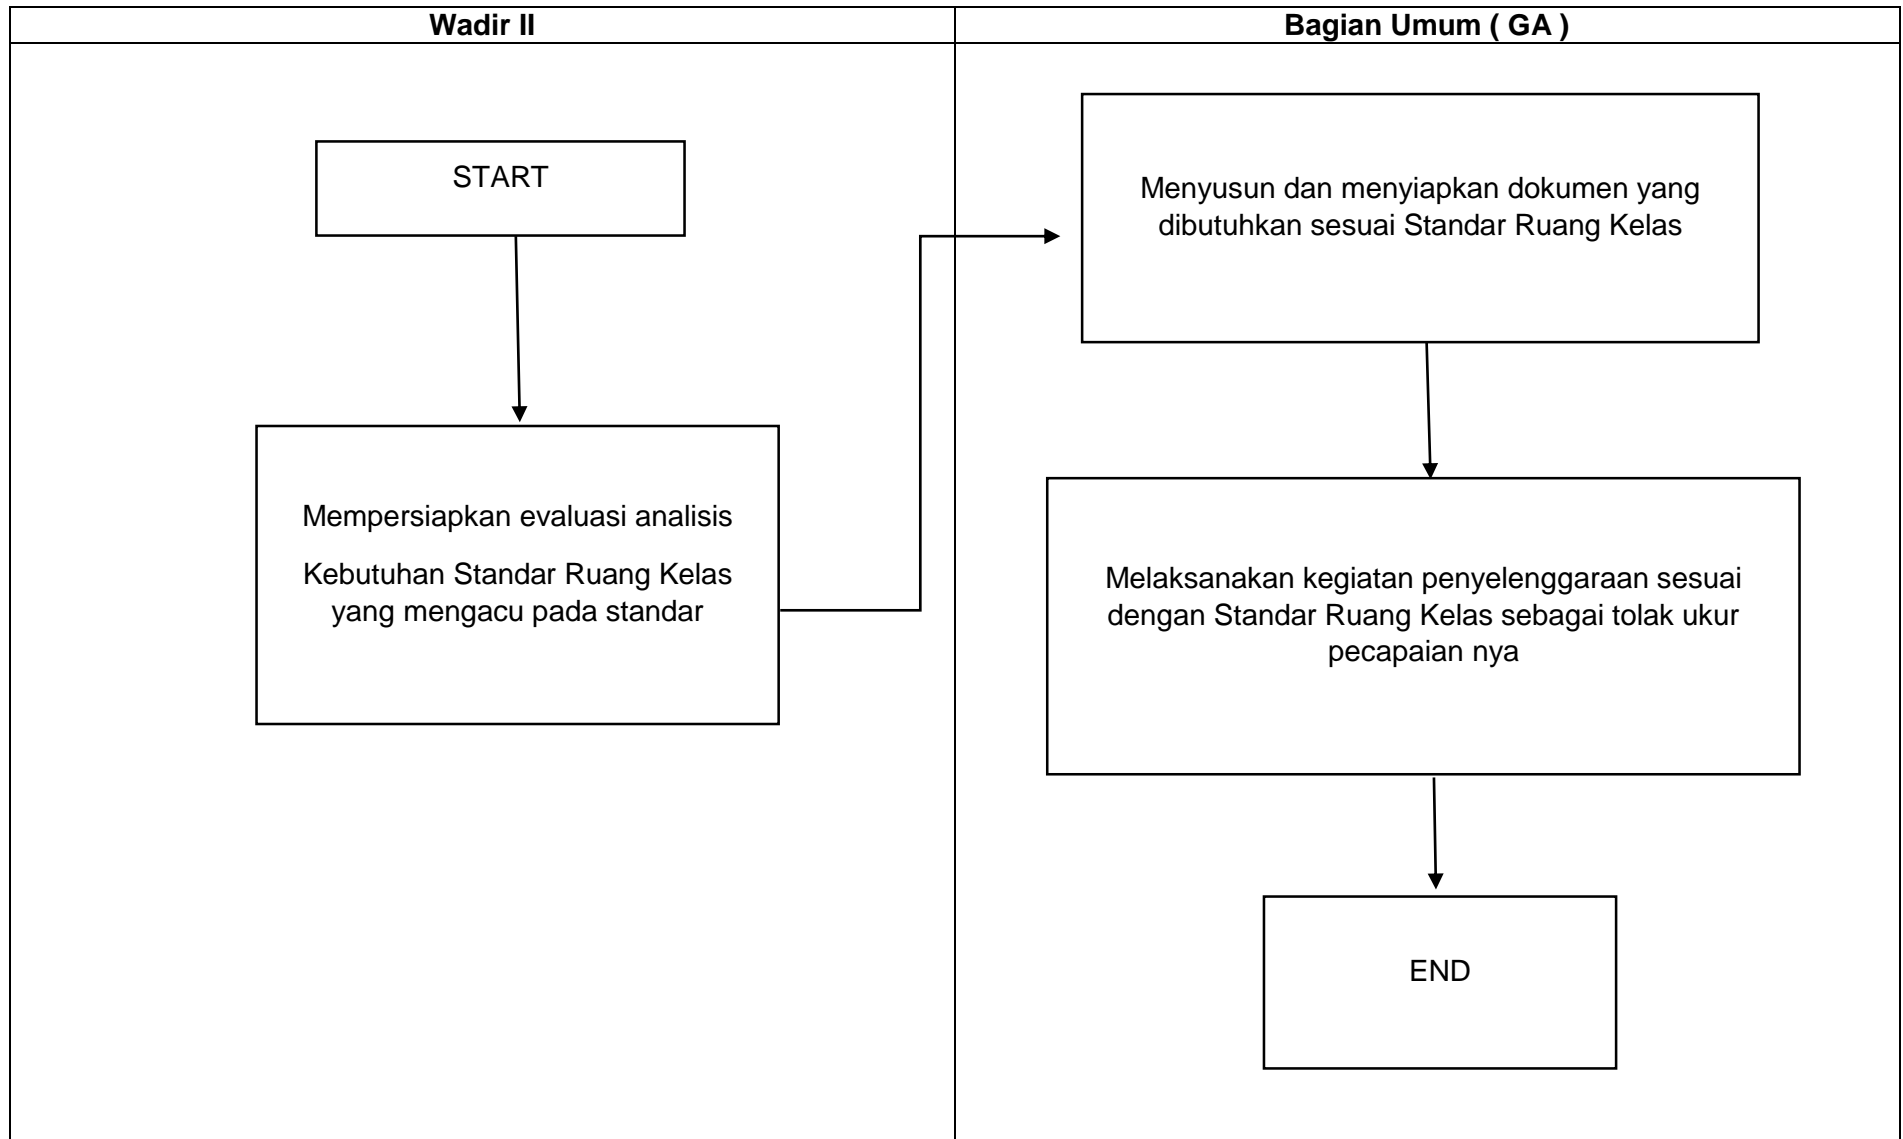 Wadir II
Bagian Umum ( GA )
START
Mempersiapkan evaluasi analisis
Kebutuhan Standar Ruang Kelas
yang mengacu pada standar
Menyusun dan menyiapkan dokumen yang
dibutuhkan sesuai Standar Ruang Kelas
Melaksanakan kegiatan penyelenggaraan sesuai
dengan Standar Ruang Kelas sebagai tolak ukur
pecapaian nya
END